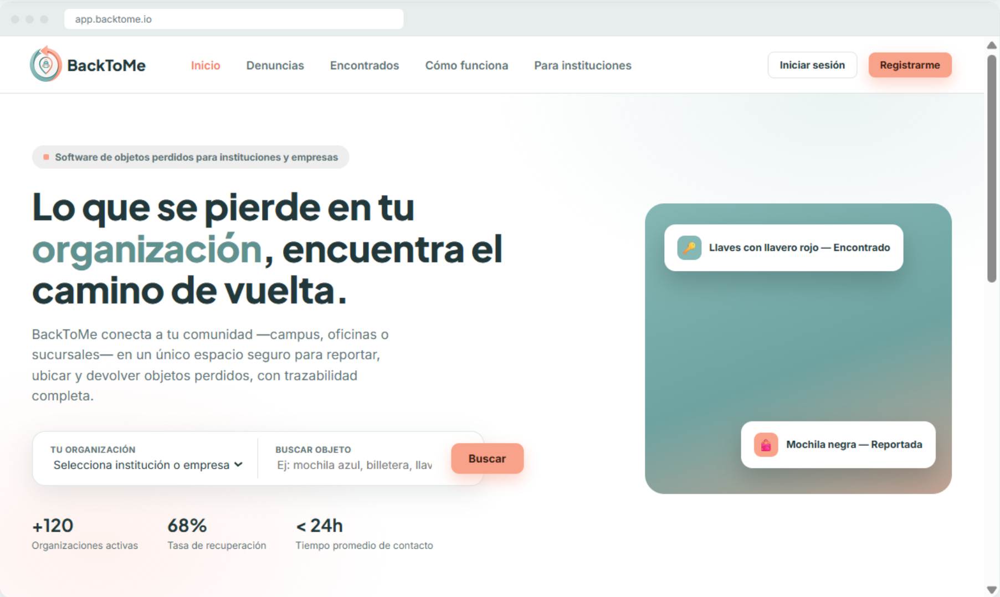 app.backtome.io
BackToMe
Inicio
Denuncias
Encontrados
Cómo funciona
Para instituciones
Iniciar sesión
Registrarme
Software de objetos perdidos para instituciones y empresas
Lo que se pierde en tu
organización, encuentra el
camino de vuelta.
BackToMe conecta a tu comunidad —campus, oficinas o
sucursales— en un único espacio seguro para reportar,
ubicar y devolver objetos perdidos, con trazabilidad
completa.
TU ORGANIZACIÓN
Selecciona institución o empresa
BUSCAR OBJETO
Ej: mochila azul, billetera, llav
Buscar
+120
Organizaciones activas
68%
Tasa de recuperación
< 24h
Tiempo promedio de contacto
Llaves con llavero rojo — Encontrado
Mochila negra — Reportada